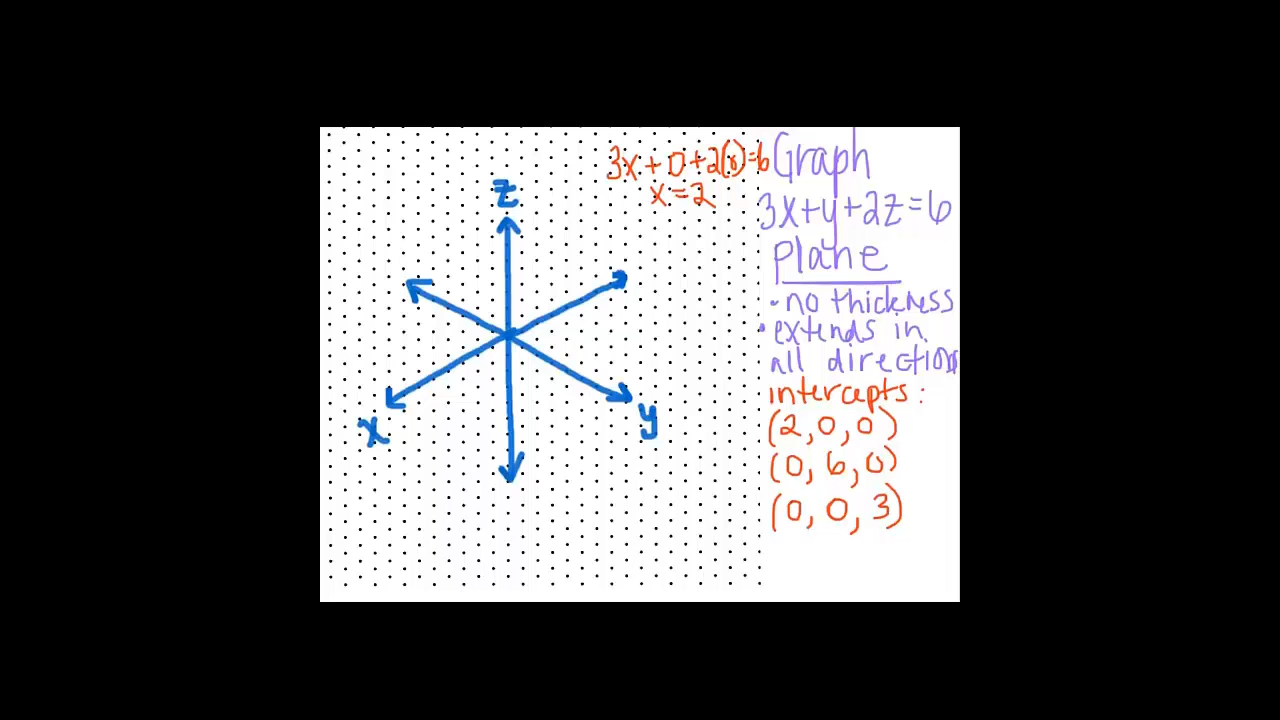 3x+0+2(0)=6
x=2
Graph
3x+y+2z=6
Plane
• no thickness
• extends in
all directions
intercepts:
(2,0,0)
(0,6,0)
(0,0,3)
z
x
y